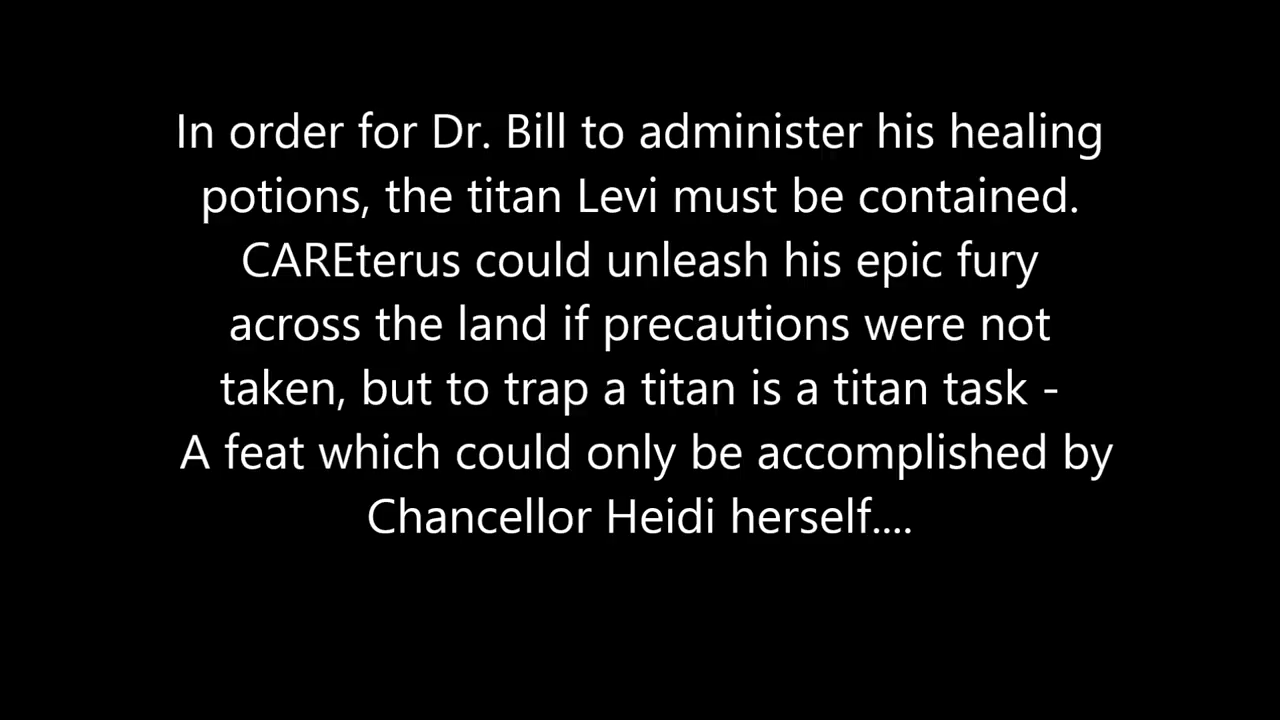 In order for Dr. Bill to administer his healing
potions, the titan Levi must be contained.
CAREterus could unleash his epic fury
across the land if precautions were not
taken, but to trap a titan is a titan task -
A feat which could only be accomplished by
Chancellor Heidi herself....